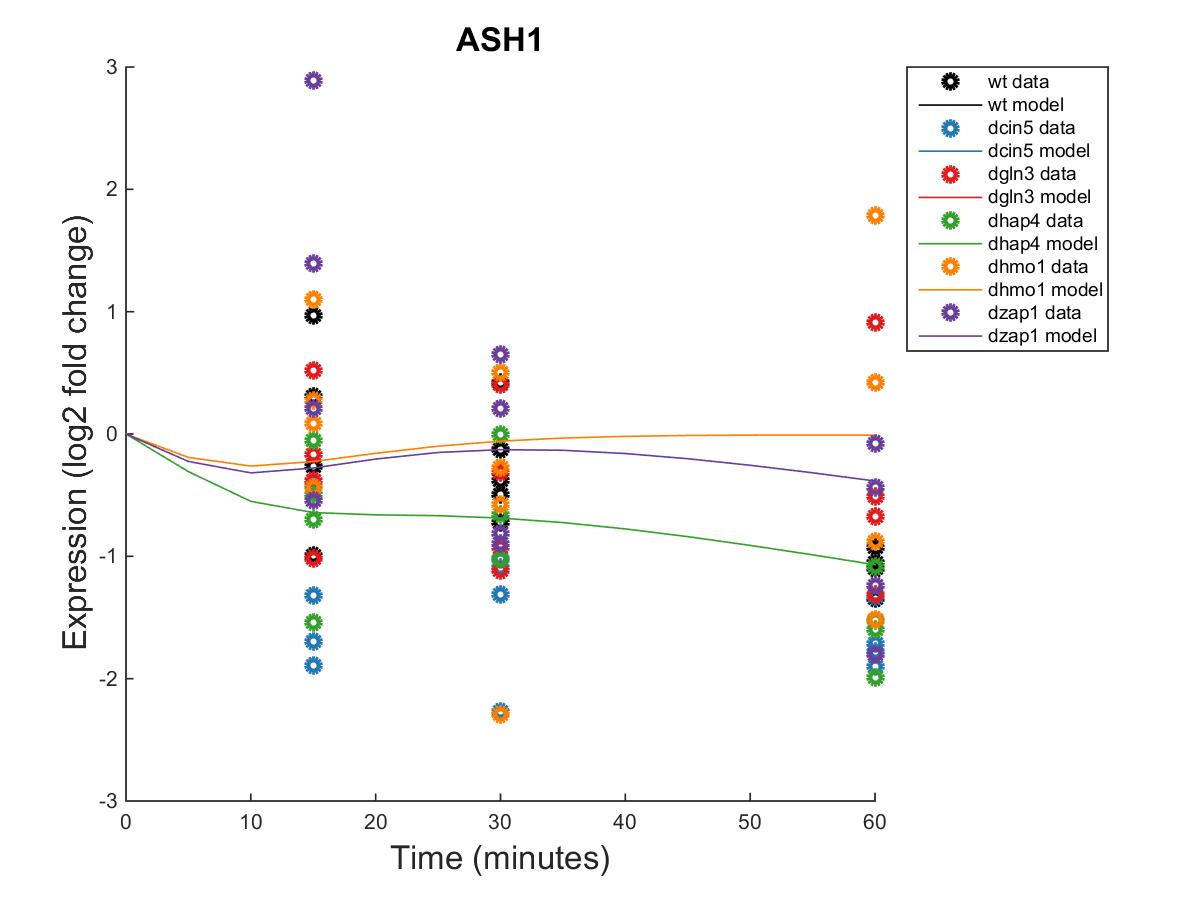 ASH1
Expression (log2 fold change)
3
2
1
0
-1
-2
-3
0 10 20 30 40 50 60
Time (minutes)
wt data
wt model
dcin5 data
dcin5 model
dgln3 data
dgln3 model
dhap4 data
dhap4 model
dhmo1 data
dhmo1 model
dzap1 data
dzap1 model